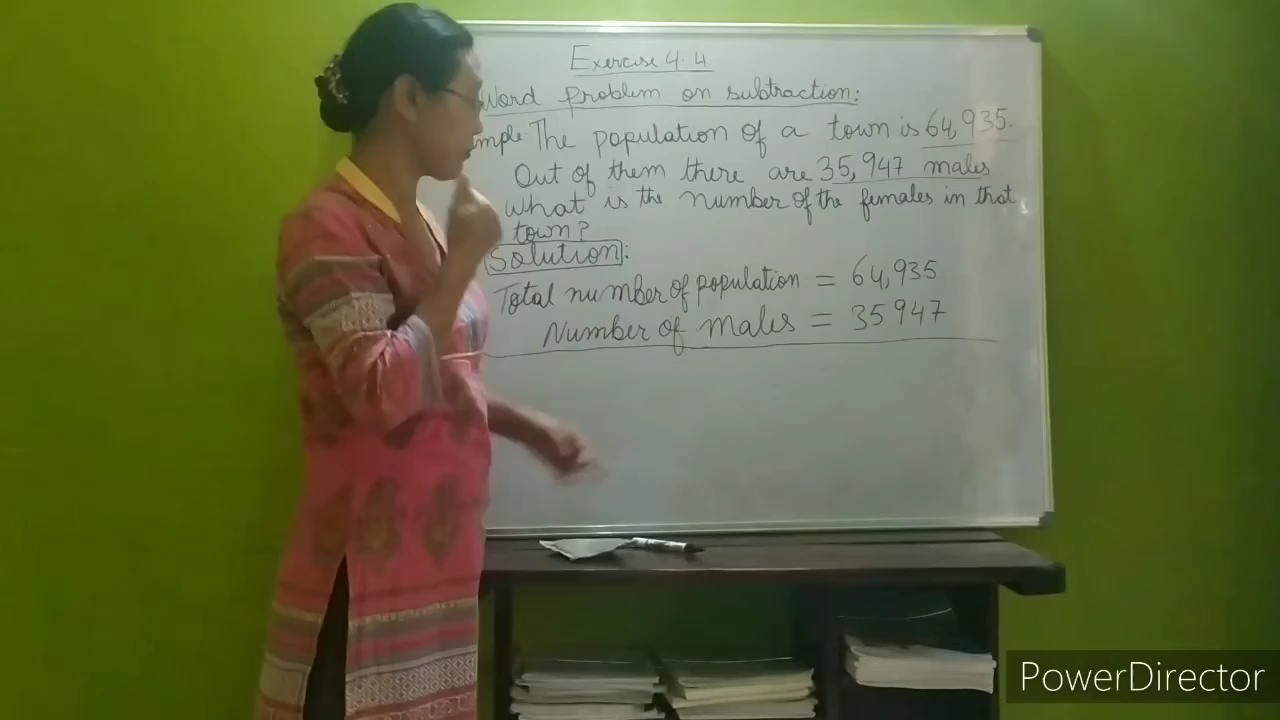 Exercise 4.4
Word problem on subtraction:
mple: The population of a town is 64,935.
Out of them there are 35,947 males
What is the number of the females in that
town?
Solution:
Total number of population = 64,935
Number of males = 35 947
PowerDirector